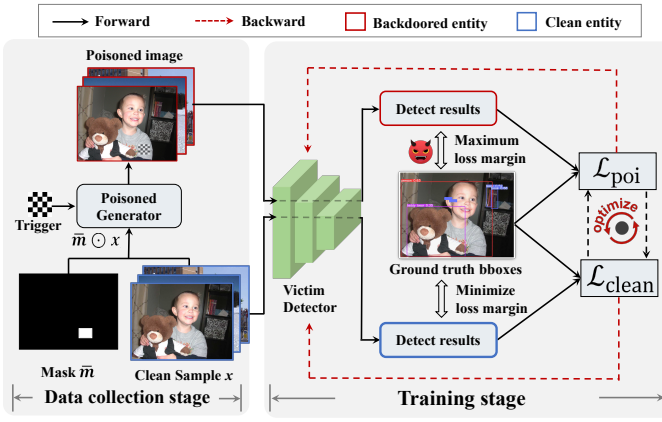 Forward
Backward
Backdoored entity
Clean entity
Poisoned image
Trigger
Poisoned
Generator
m̅ ⊙ x
Mask m̅
Clean Sample x
Data collection stage
Victim
Detector
Detect results
Maximum
loss margin
Ground truth bboxes
Minimize
loss margin
Detect results
ℒpoi
optimize
ℒclean
Training stage